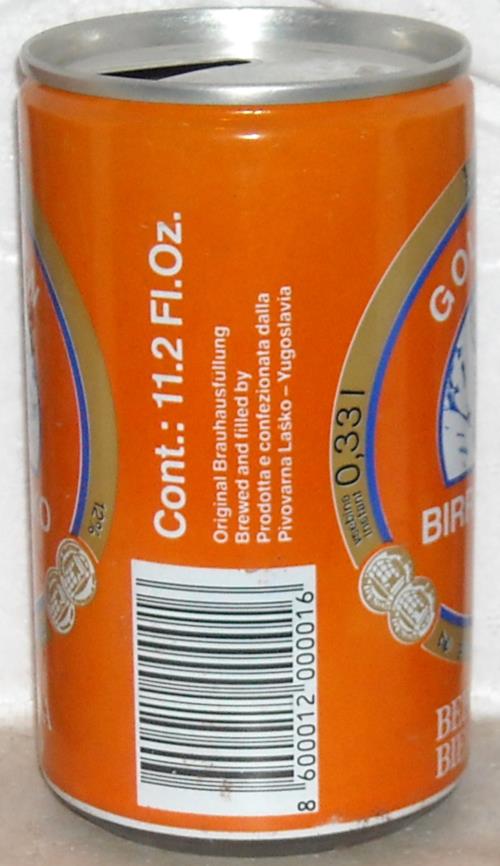 Cont.: 11.2 Fl.Oz.
Original Brauhausfüllung
Brewed and filled by
Prodotta e confezionata dalla
Pivovarna Laško – Yugoslavia
8 600012 000016
12%
0,33 l
GO
BIR
BE
BI